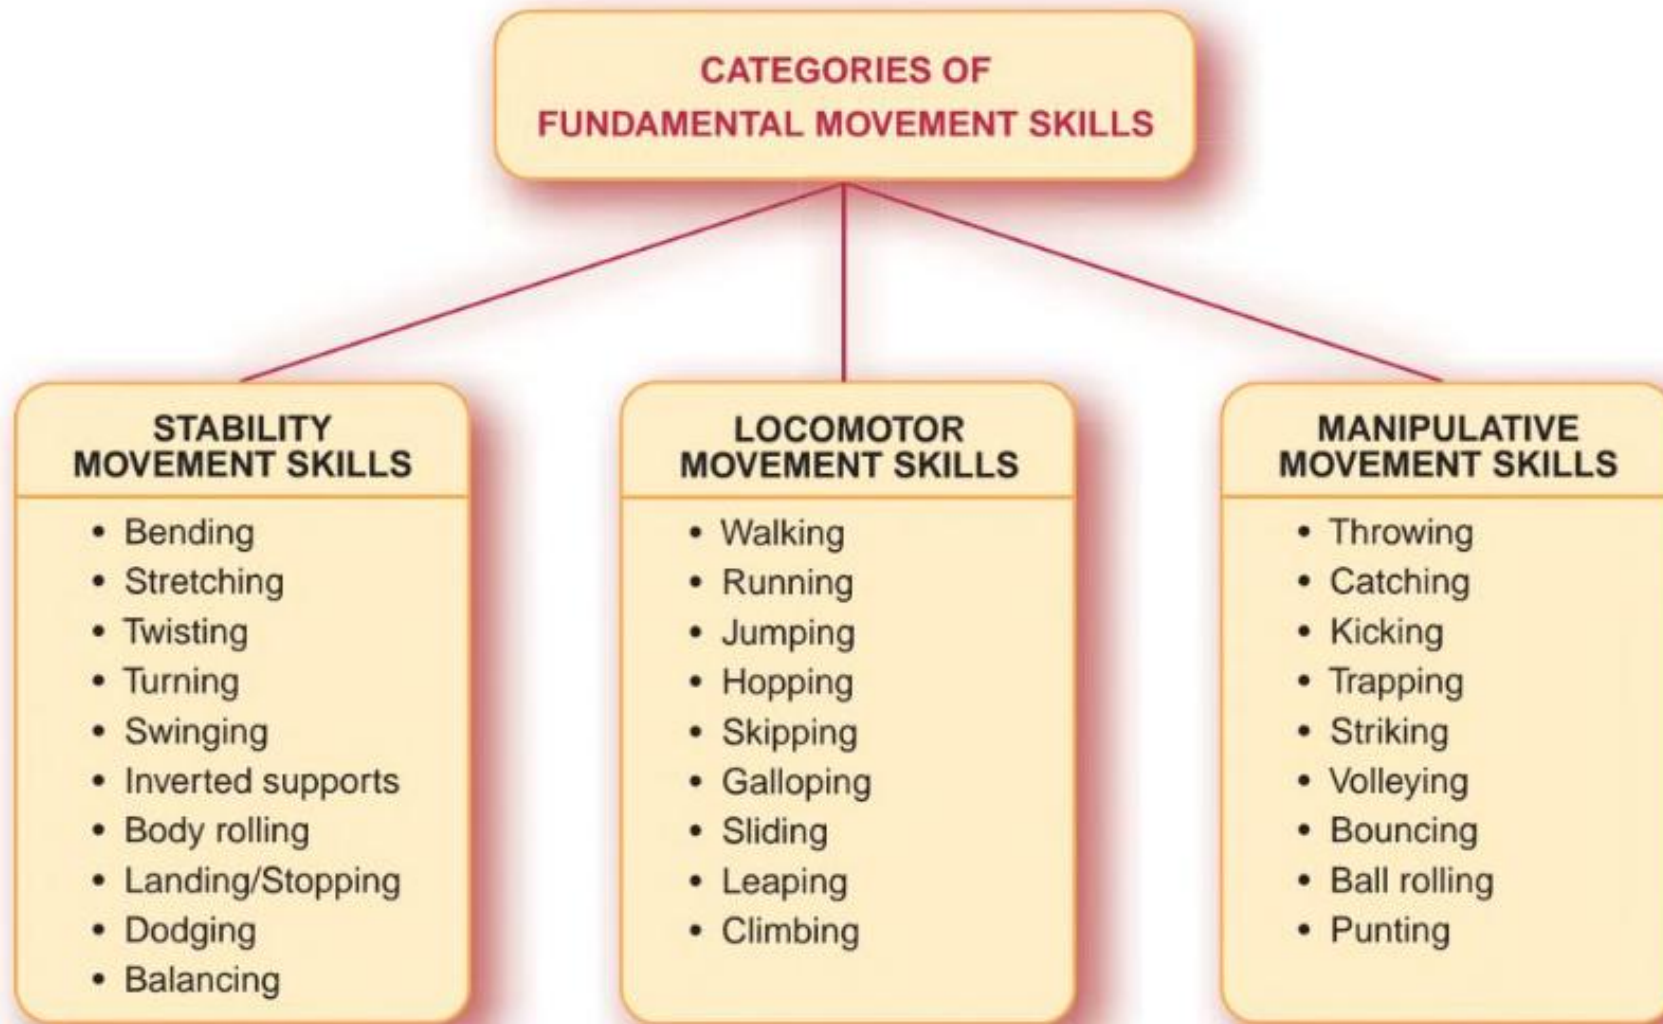 CATEGORIES OF
FUNDAMENTAL MOVEMENT SKILLS
STABILITY
MOVEMENT SKILLS
• Bending
• Stretching
• Twisting
• Turning
• Swinging
• Inverted supports
• Body rolling
• Landing/Stopping
• Dodging
• Balancing
LOCOMOTOR
MOVEMENT SKILLS
• Walking
• Running
• Jumping
• Hopping
• Skipping
• Galloping
• Sliding
• Leaping
• Climbing
MANIPULATIVE
MOVEMENT SKILLS
• Throwing
• Catching
• Kicking
• Trapping
• Striking
• Volleying
• Bouncing
• Ball rolling
• Punting